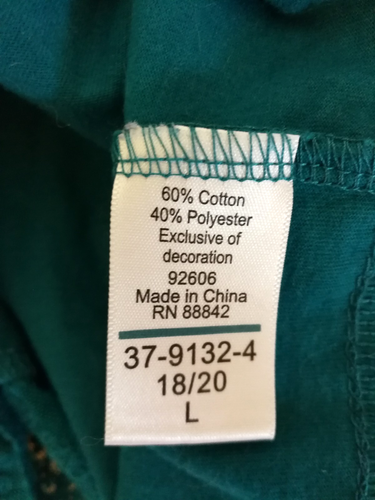 60% Cotton
40% Polyester
Exclusive of
decoration
92606
Made in China
RN 88842
37-9132-4
18/20
L